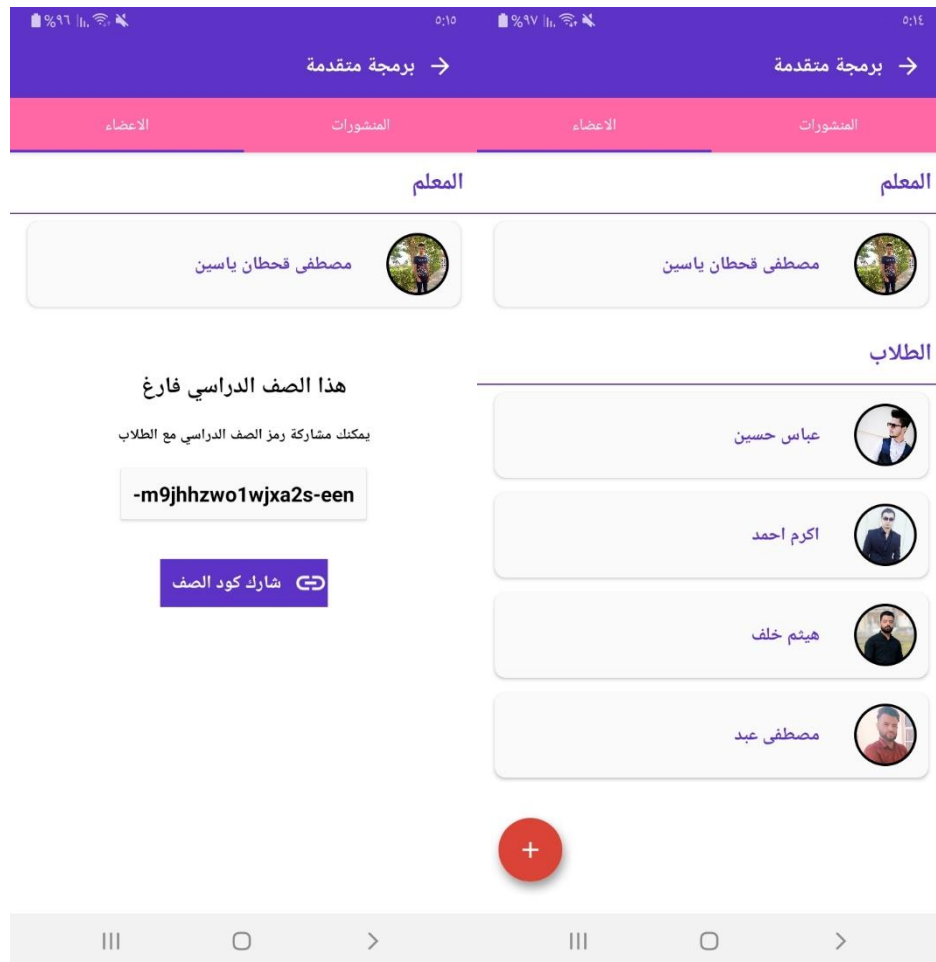 ٥:١٤
%٩٧
برمجة متقدمة
المنشورات
الاعضاء
المعلم
مصطفى قحطان ياسين
الطلاب
عباس حسين
اكرم احمد
هيثم خلف
مصطفى عبد
+
٥:١٥
%٩٦
برمجة متقدمة
المنشورات
الاعضاء
المعلم
مصطفى قحطان ياسين
هذا الصف الدراسي فارغ
يمكنك مشاركة رمز الصف الدراسي مع الطلاب
-m9jhhzwo1wjxa2s-een
شارك كود الصف